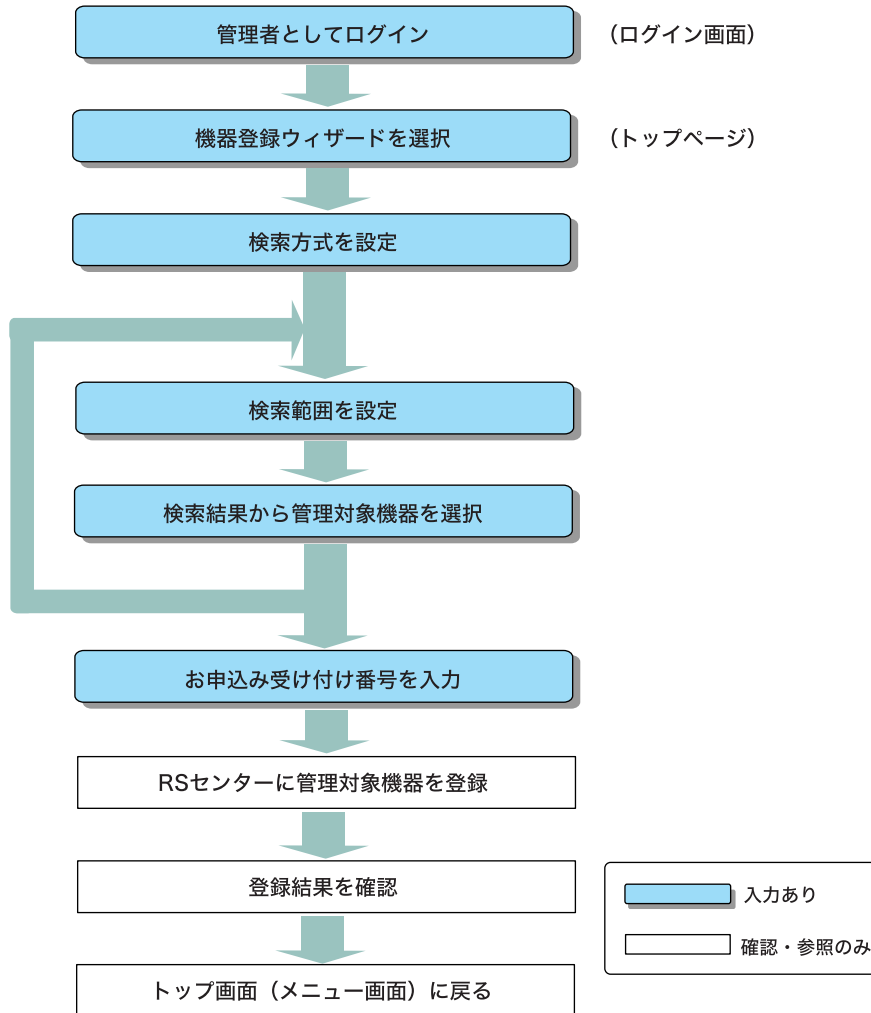 管理者としてログイン (ログイン画面)
機器登録ウィザードを選択 (トップページ)
検索方式を設定
検索範囲を設定
検索結果から管理対象機器を選択
お申込み受け付け番号を入力
RSセンターに管理対象機器を登録
登録結果を確認
入力あり
確認・参照のみ
トップ画面（メニュー画面）に戻る